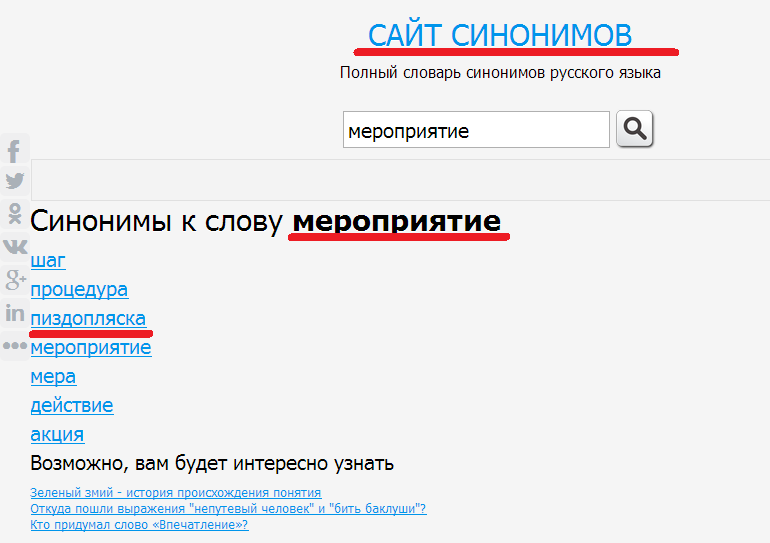 САЙТ СИНОНИМОВ
Полный словарь синонимов русского языка
мероприятие
Синонимы к слову мероприятие
шаг
процедура
пиздопляска
мероприятие
мера
действие
акция
Возможно, вам будет интересно узнать
Зеленый змий - история происхождения понятия
Откуда пошли выражения "непутевый человек" и "бить баклуши"?
Кто придумал слово «Впечатление»?